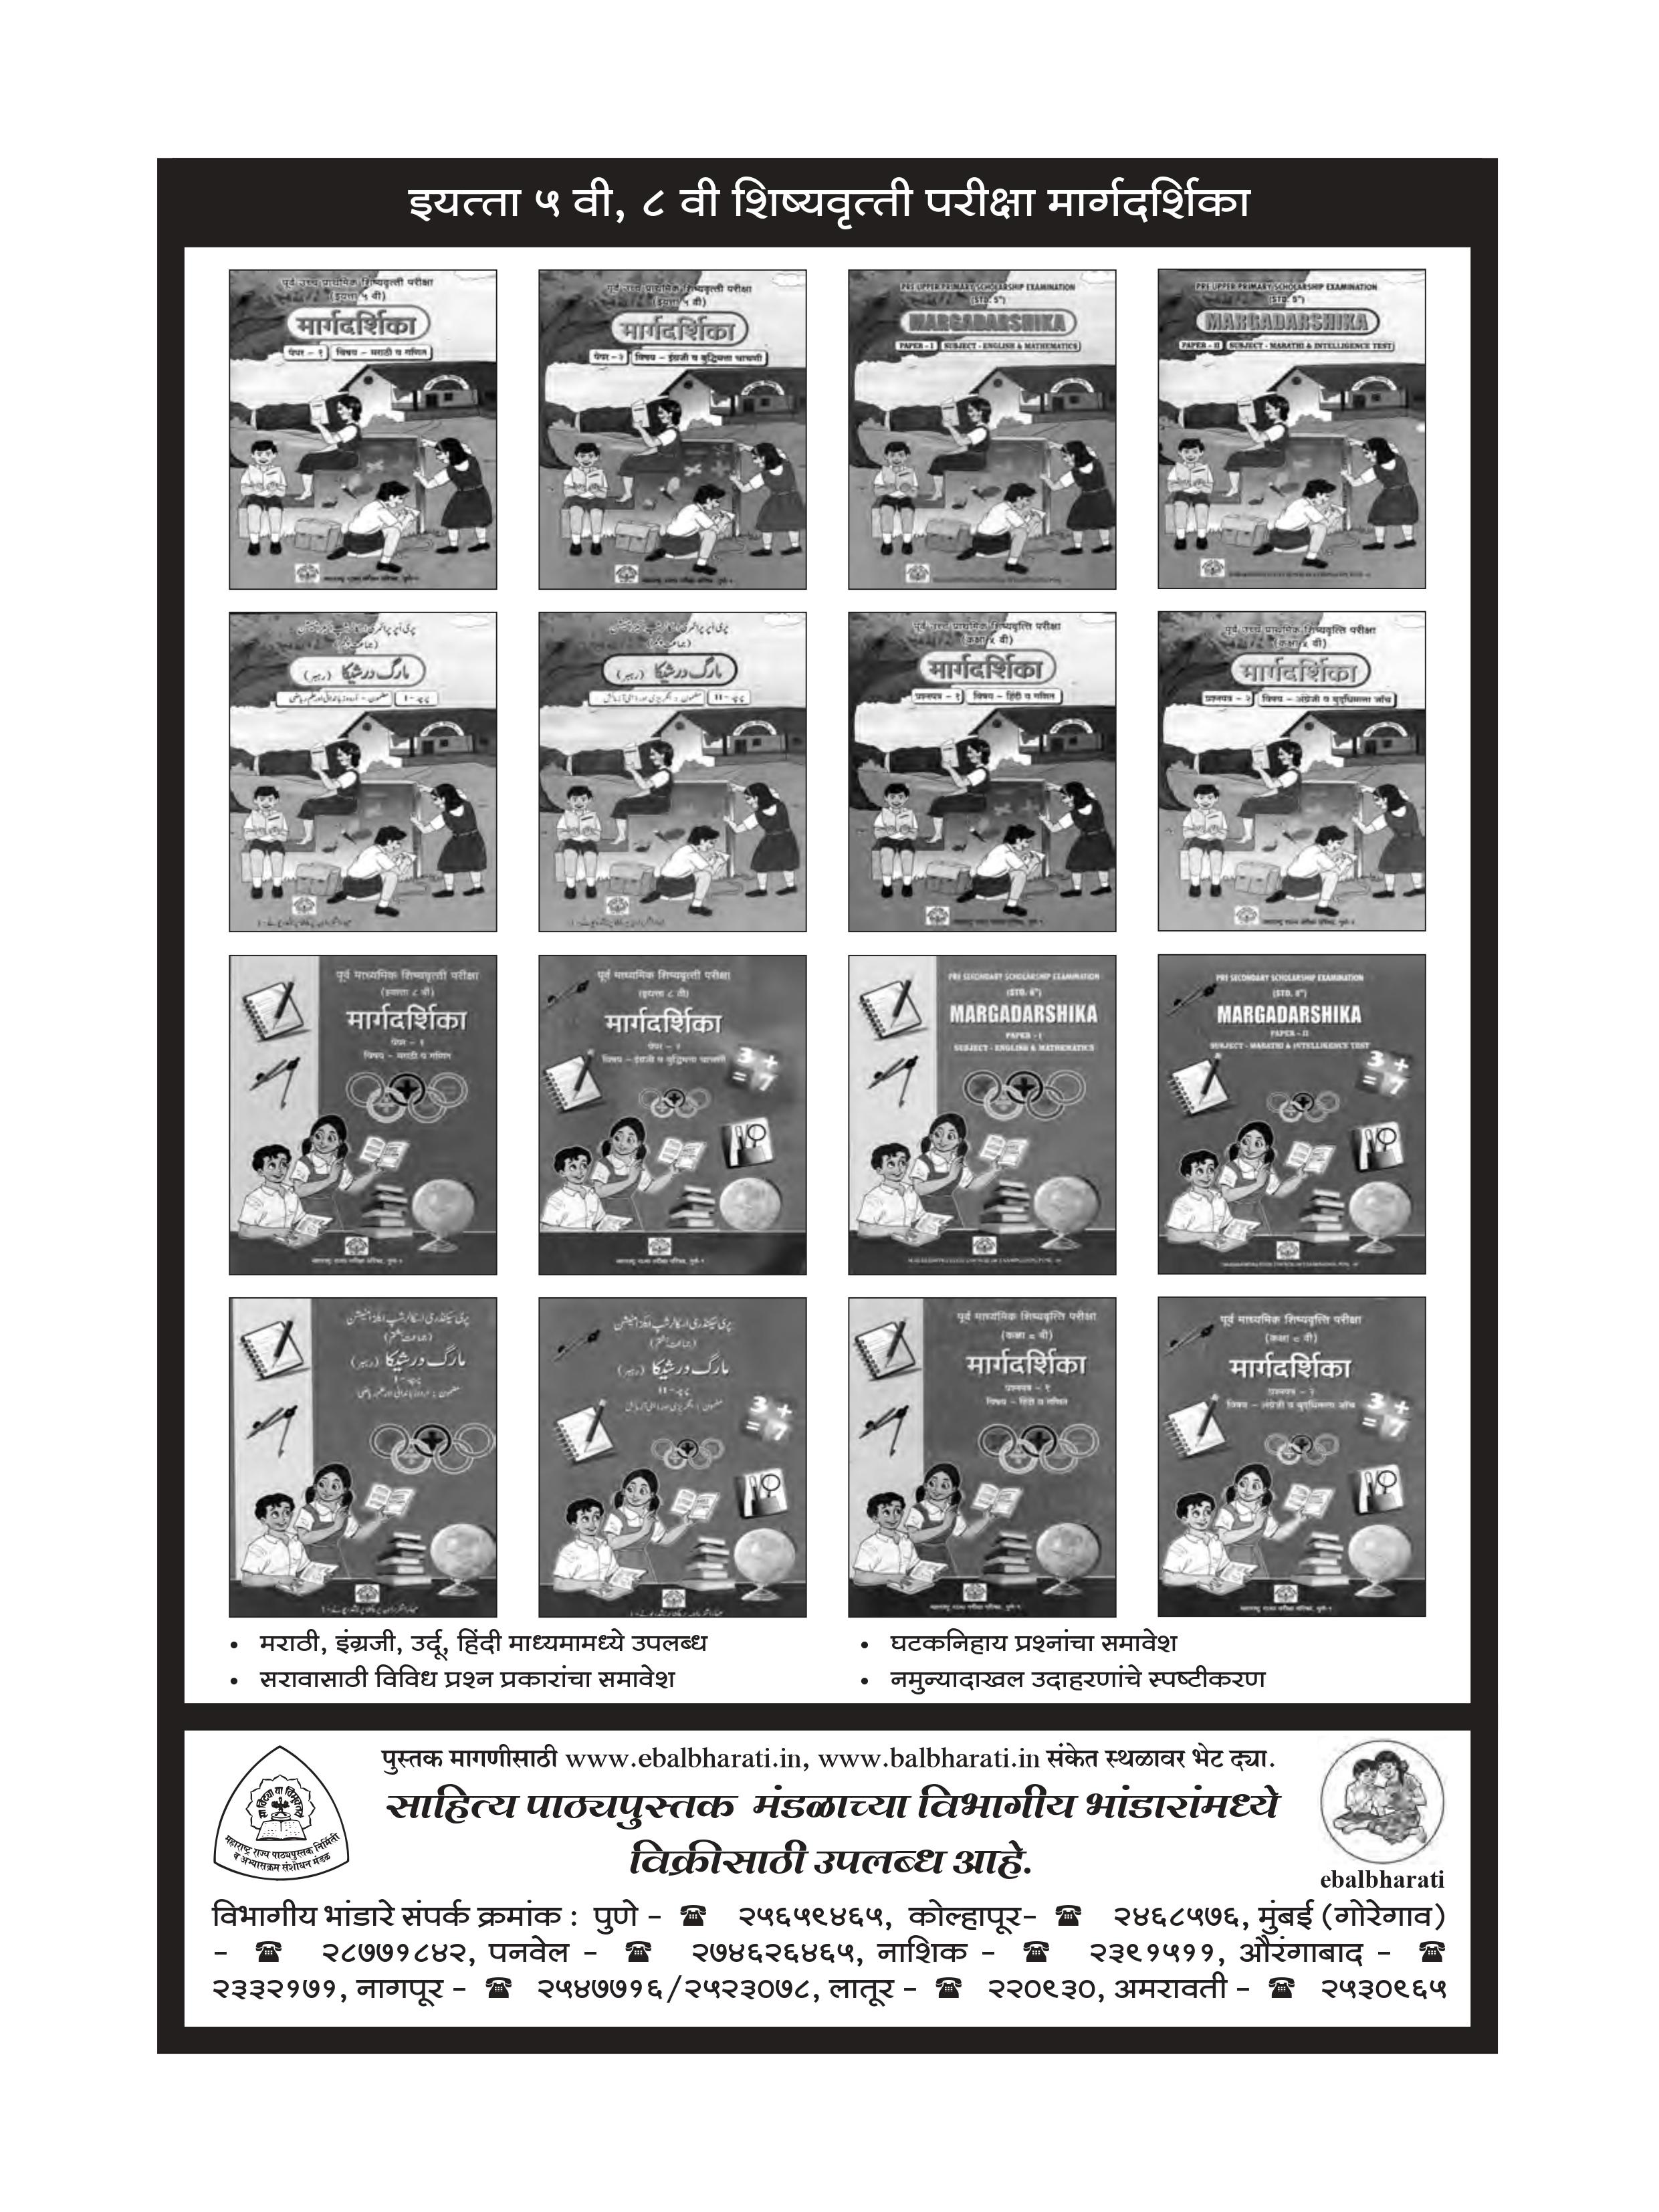 इयत्ता ५ वी, ८ वी शिष्यवृत्ती परीक्षा मार्गदर्शिका
पूर्व उच्च प्राथमिक शिष्यवृत्ती परीक्षा
(इयत्ता ५ वी)
मार्गदर्शिका
पेपर - १ विषय - मराठी व गणित
पूर्व उच्च प्राथमिक शिष्यवृत्ती परीक्षा
(इयत्ता ५ वी)
मार्गदर्शिका
पेपर - २ विषय - इंग्रजी व बुद्धिमत्ता चाचणी
PRE UPPER PRIMARY SCHOLARSHIP EXAMINATION
(STD. 5th)
MARGADARSHIKA
PAPER - I SUBJECT - ENGLISH & MATHEMATICS
PRE UPPER PRIMARY SCHOLARSHIP EXAMINATION
(STD. 5th)
MARGADARSHIKA
PAPER - II SUBJECT - MARATHI & INTELLIGENCE TEST
مارگ درشیکا (رہبر)
مارگ درشیکا (رہبر)
पूर्व उच्च प्राथमिक शिष्यवृत्ति परीक्षा
(कक्षा ५ वी)
मार्गदर्शिका
प्रश्नपत्र - १ विषय - हिंदी व गणित
पूर्व उच्च प्राथमिक शिष्यवृत्ति परीक्षा
(कक्षा ५ वी)
मार्गदर्शिका
प्रश्नपत्र - २ विषय - अंग्रेजी व बुद्धिमत्ता जाँच
पूर्व माध्यमिक शिष्यवृत्ती परीक्षा
(इयत्ता ८ वी)
मार्गदर्शिका
पेपर - १
विषय - मराठी व गणित
पूर्व माध्यमिक शिष्यवृत्ती परीक्षा
(इयत्ता ८ वी)
मार्गदर्शिका
पेपर - २
विषय - इंग्रजी व बुद्धिमत्ता चाचणी
PRE SECONDARY SCHOLARSHIP EXAMINATION
(STD. 8th)
MARGADARSHIKA
PAPER - I
SUBJECT - ENGLISH & MATHEMATICS
PRE SECONDARY SCHOLARSHIP EXAMINATION
(STD. 8th)
MARGADARSHIKA
PAPER - II
SUBJECT - MARATHI & INTELLIGENCE TEST
مارگ درشیکا (رہبر)
مارگ درشیکا (رہبر)
पूर्व माध्यमिक शिष्यवृत्ति परीक्षा
(कक्षा ८ वी)
मार्गदर्शिका
प्रश्नपत्र - १
विषय - हिंदी व गणित
पूर्व माध्यमिक शिष्यवृत्ति परीक्षा
(कक्षा ८ वी)
मार्गदर्शिका
प्रश्नपत्र - २
विषय - अंग्रेजी व बुद्धिमत्ता जाँच
• मराठी, इंग्रजी, उर्दू, हिंदी माध्यमामध्ये उपलब्ध
• सरावासाठी विविध प्रश्न प्रकारांचा समावेश
• घटकनिहाय प्रश्नांचा समावेश
• नमुन्यादाखल उदाहरणांचे स्पष्टीकरण
पुस्तक मागणीसाठी www.ebalbharati.in, www.balbharati.in संकेत स्थळावर भेट द्या.
साहित्य पाठ्यपुस्तक मंडळाच्या विभागीय भांडारांमध्ये
विक्रीसाठी उपलब्ध आहे.
महाराष्ट्र राज्य पाठ्यपुस्तक निर्मिती
व अभ्यासक्रम संशोधन मंडळ
ebalbharati
विभागीय भांडारे संपर्क क्रमांक : पुणे - ☎ २५६५९४६५, कोल्हापूर- ☎ २४६८५७६, मुंबई (गोरेगाव)
- ☎ २८७७१८४२, पनवेल - ☎ २७४६२६४६५, नाशिक - ☎ २३९१५११, औरंगाबाद - ☎
२३३२१७१, नागपूर - ☎ २५४७७१६/२५२३०७८, लातूर - ☎ २२०९३०, अमरावती - ☎ २५३०९६५